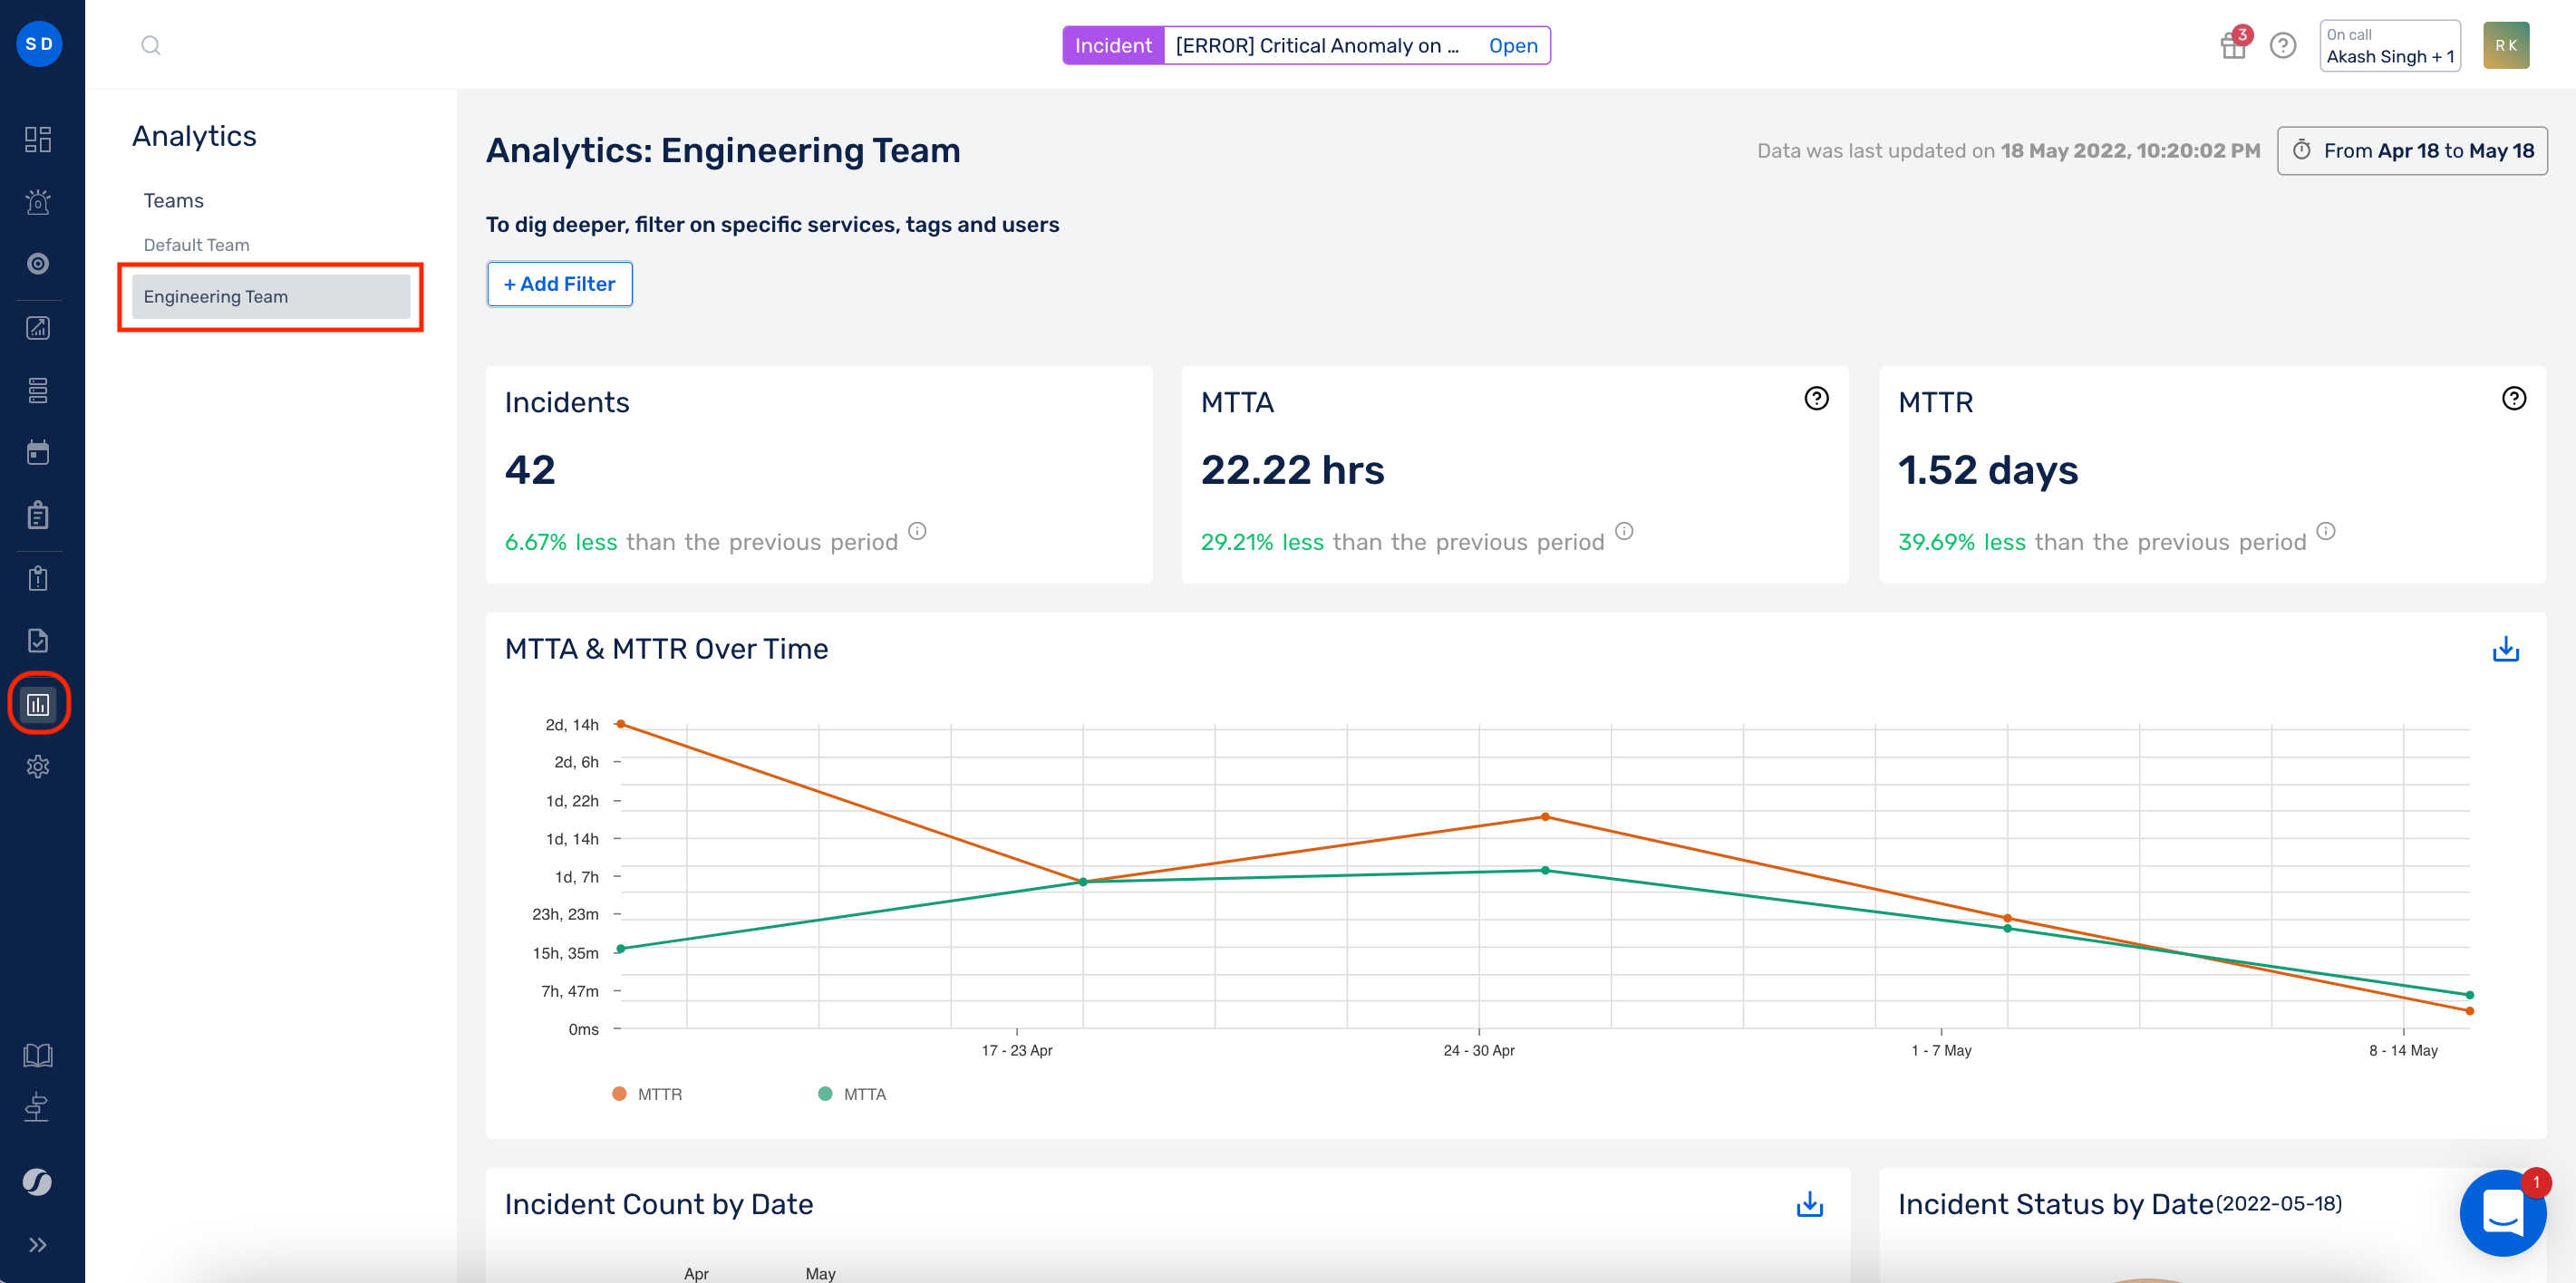 S D
Incident [ERROR] Critical Anomaly on ... Open
3
On call
Akash Singh + 1
R K
Analytics
Teams
Default Team
Engineering Team
Analytics: Engineering Team
Data was last updated on 18 May 2022, 10:20:02 PM
From Apr 18 to May 18
To dig deeper, filter on specific services, tags and users
+ Add Filter
Incidents
42
6.67% less than the previous period
MTTA
22.22 hrs
29.21% less than the previous period
MTTR
1.52 days
39.69% less than the previous period
MTTA & MTTR Over Time
2d, 14h
2d, 6h
1d, 22h
1d, 14h
1d, 7h
23h, 23m
15h, 35m
7h, 47m
0ms
17 - 23 Apr
24 - 30 Apr
1 - 7 May
8 - 14 May
MTTR
MTTA
Incident Count by Date
Apr
May
Incident Status by Date(2022-05-18)
1